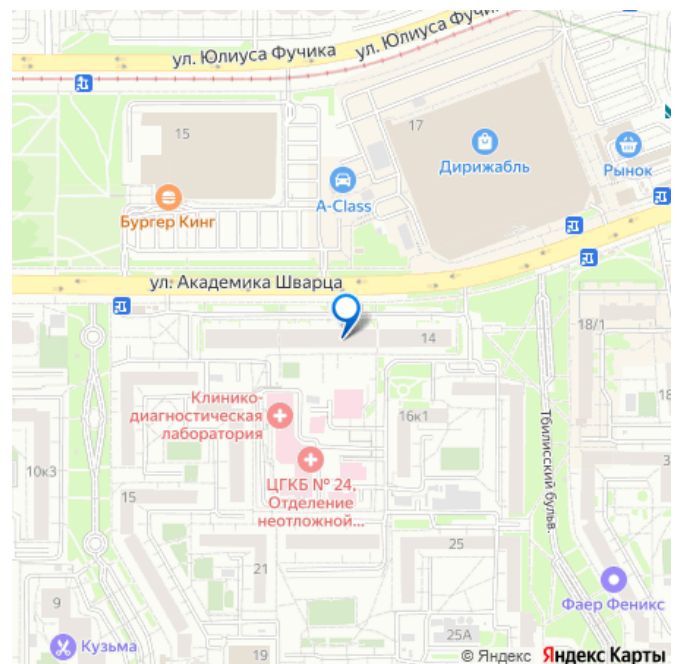 ул. Юлиуса Фучика
ул. Юлиуса Фучи
15
17
Дирижабль
Рынок
A-Class
Бургер Кинг
ул. Академика Шварца
14
18/1
18
Клинико-
диагностическая
лаборатория
16к1
Тбилисский бульв.
10к3
15
ЦГКБ № 24,
Отделение
неотложной...
3
25
21
9
Фаер Феникс
Кузьма
19
25А
© Яндекс Яндекс Карты